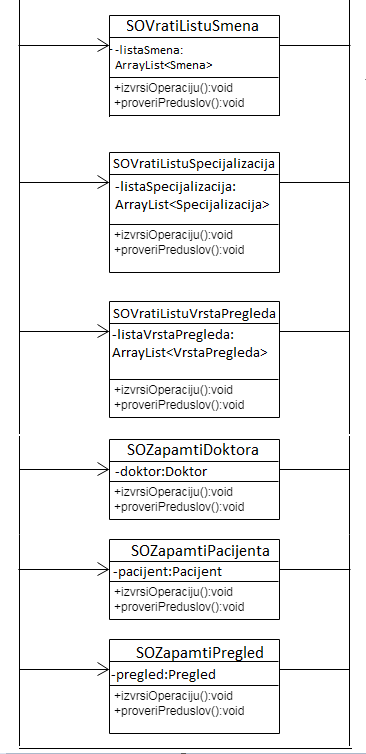 SOVratiListuSmena
-listaSmena:
ArrayList<Smena>
+izvrsiOperaciju():void
+proveriPreduslov():void
SOVratiListuSpecijalizacija
-listaSpecijalizacija:
ArrayList<Specijalizacija>
+izvrsiOperaciju():void
+proveriPreduslov():void
SOVratiListuVrstaPregleda
-listaVrstaPregleda:
ArrayList<VrstaPregleda>
+izvrsiOperaciju():void
+proveriPreduslov():void
SOZapamtiDoktora
-doktor:Doktor
+izvrsiOperaciju():void
+proveriPreduslov():void
SOZapamtiPacijenta
-pacijent:Pacijent
+izvrsiOperaciju():void
+proveriPreduslov():void
SOZapamtiPregled
-pregled:Pregled
+izvrsiOperaciju():void
+proveriPreduslov():void